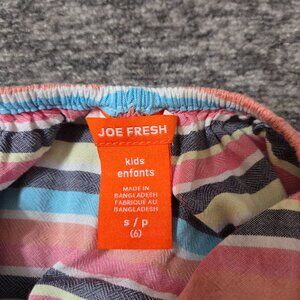 JOE FRESH
kids
enfants
MADE IN
BANGLADESH
FABRIQUÉ AU
BANGLADESH
s / p
(6)